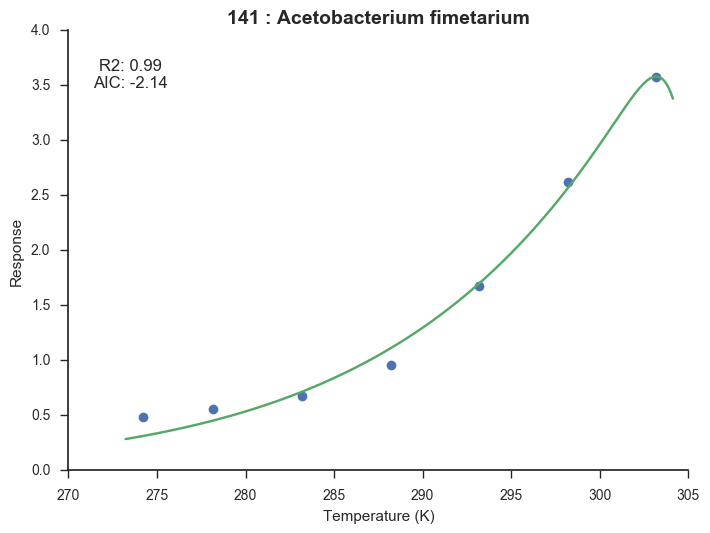 141 : Acetobacterium fimetarium
R2: 0.99
AIC: -2.14
Response
4.0
3.5
3.0
2.5
2.0
1.5
1.0
0.5
0.0
270 275 280 285 290 295 300 305
Temperature (K)